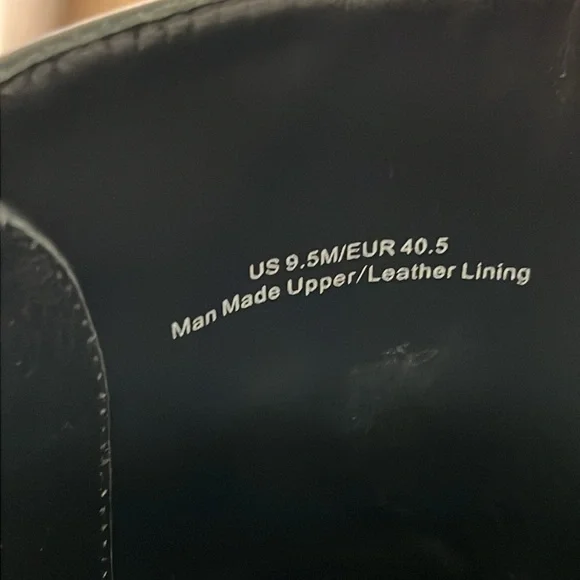 US 9.5M/EUR 40.5
Man Made Upper/Leather Lining